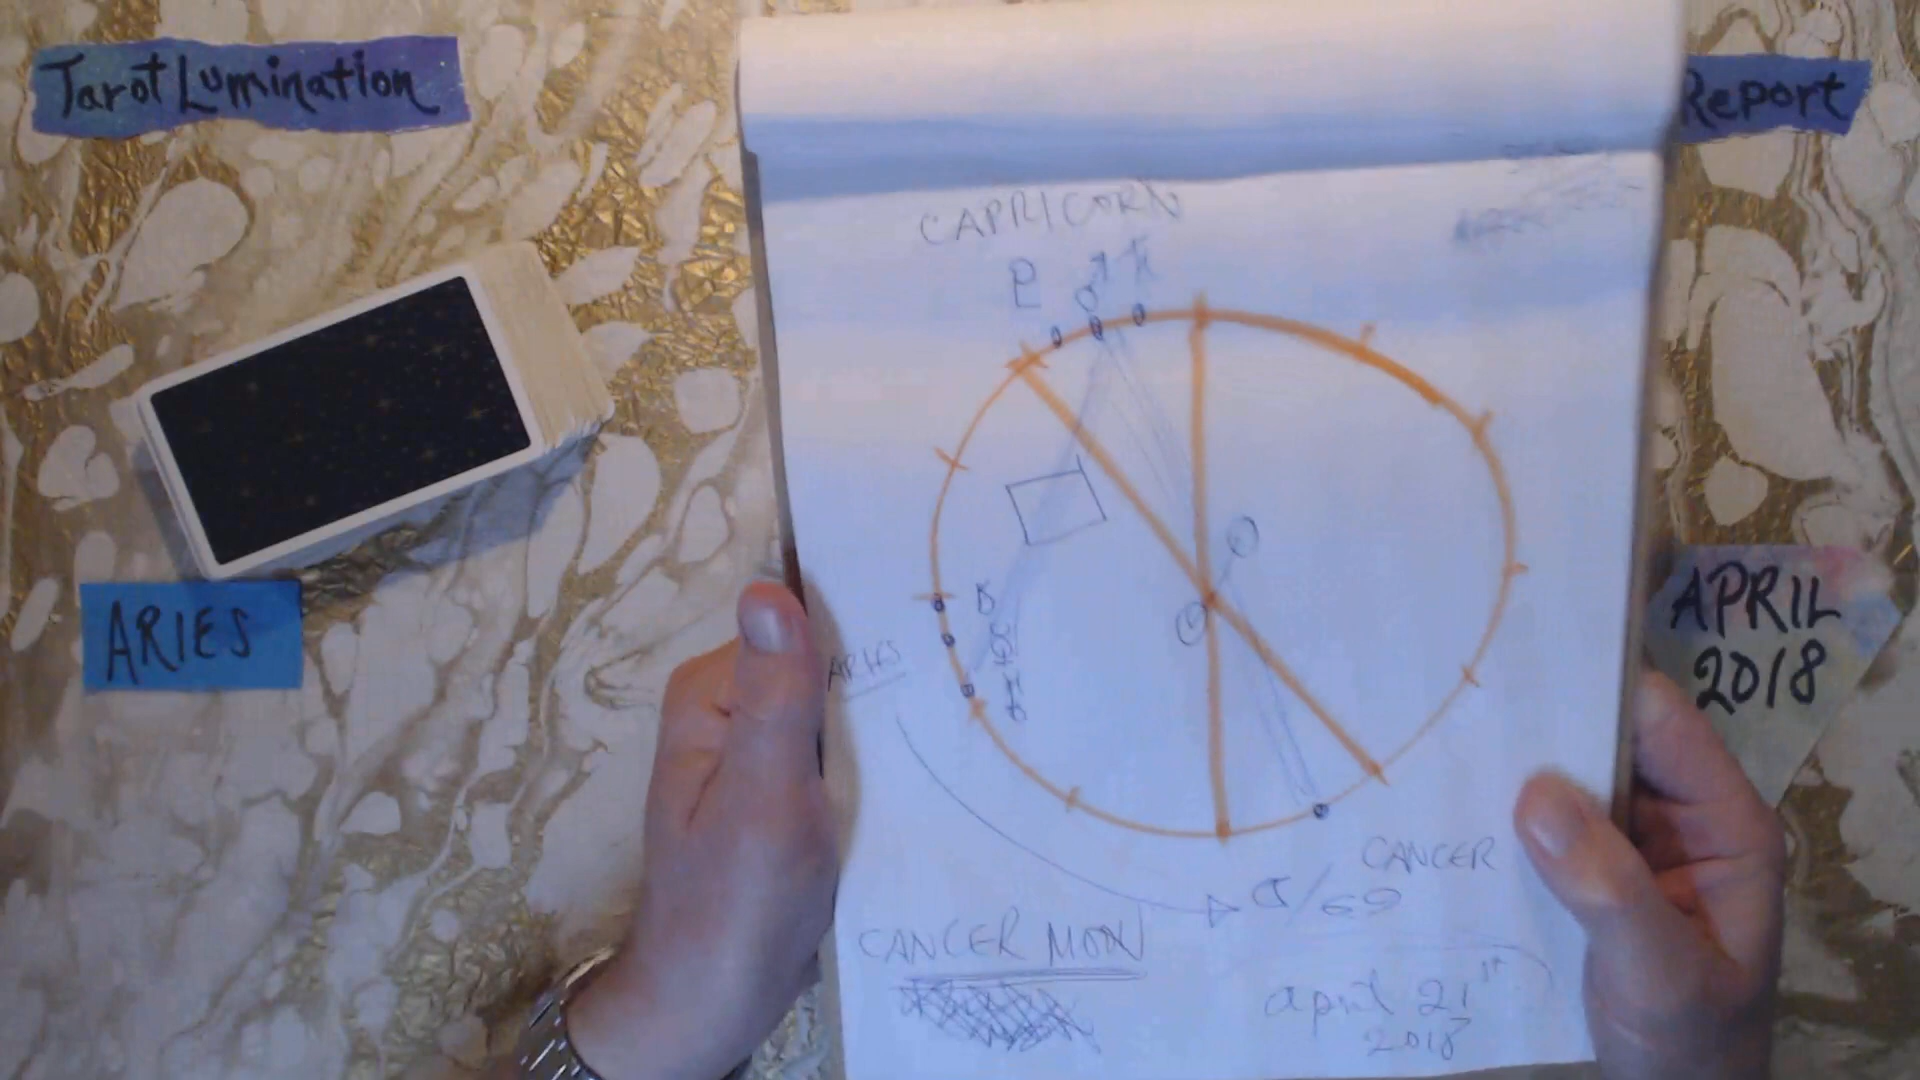 Tarot Lumination
Report
CAPRICORN
ARIES
ARIES
APRIL
2018
CANCER
CANCER MOON
april 21st
2018